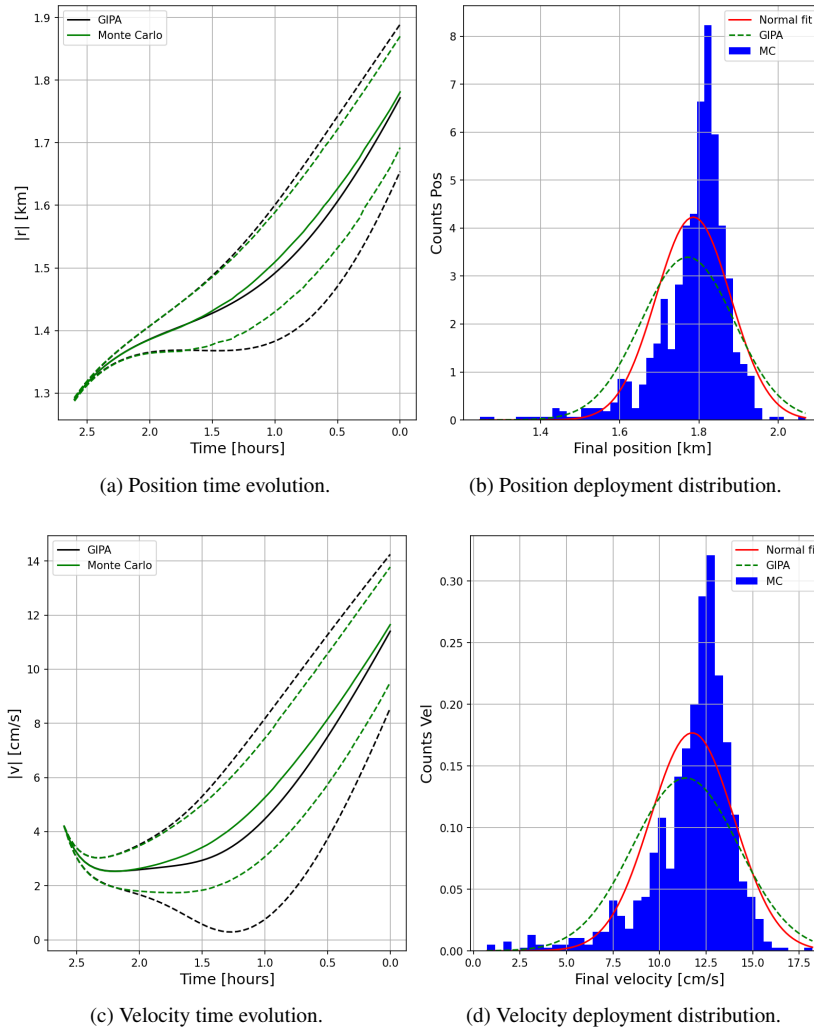 1.9
1.8
1.7
1.6
1.5
1.4
1.3
|r| [km]
GIPA
Monte Carlo
2.5 2.0 1.5 1.0 0.5 0.0
Time [hours]
(a) Position time evolution.
8
7
6
5
4
3
2
1
0
Counts Pos
Normal fit
GIPA
MC
1.4 1.6 1.8 2.0
Final position [km]
(b) Position deployment distribution.
14
12
10
8
6
4
2
0
|v| [cm/s]
GIPA
Monte Carlo
2.5 2.0 1.5 1.0 0.5 0.0
Time [hours]
(c) Velocity time evolution.
0.30
0.25
0.20
0.15
0.10
0.05
0.00
Counts Vel
Normal fit
GIPA
MC
0.0 2.5 5.0 7.5 10.0 12.5 15.0 17.5
Final velocity [cm/s]
(d) Velocity deployment distribution.